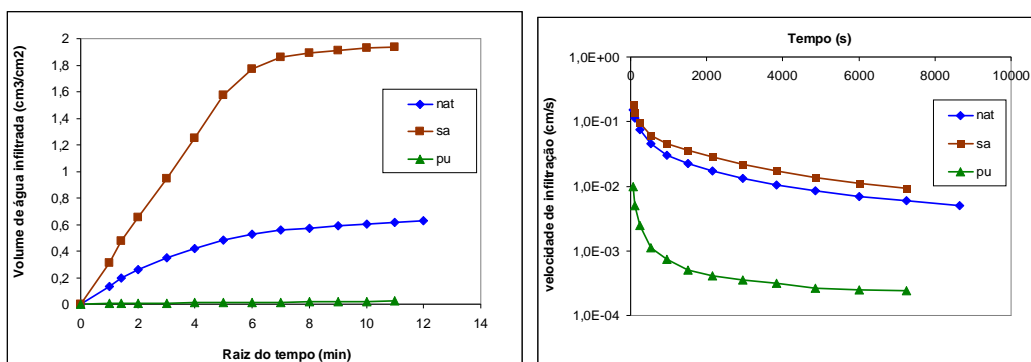 Volume de água infiltrada (cm3/cm2)
2
1,8
1,6
1,4
1,2
1
0,8
0,6
0,4
0,2
0
0 2 4 6 8 10 12 14
Raiz do tempo (min)
nat
sa
pu
Tempo (s)
0 2000 4000 6000 8000 10000
velocidade de infiltração (cm/s)
1,0E+00
1,0E-01
1,0E-02
1,0E-03
1,0E-04
nat
sa
pu